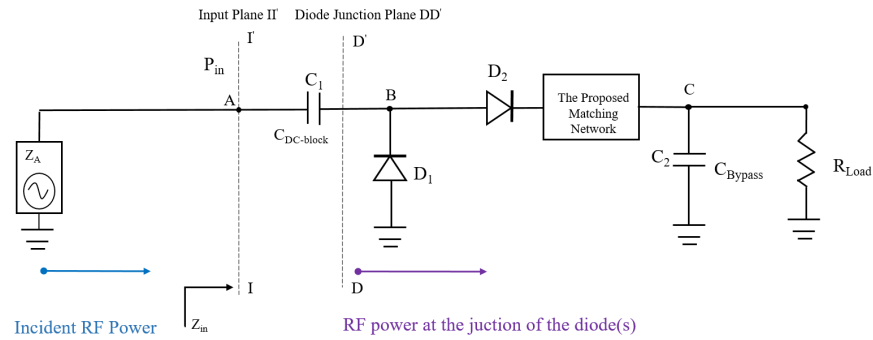 Input Plane II' Diode Junction Plane DD'
I'
D'
Pin
C1
D2
A
B
C
The Proposed
Matching
Network
CDC-block
ZA
D1
C2
CBypass
RLoad
I
D
Zin
Incident RF Power
RF power at the juction of the diode(s)